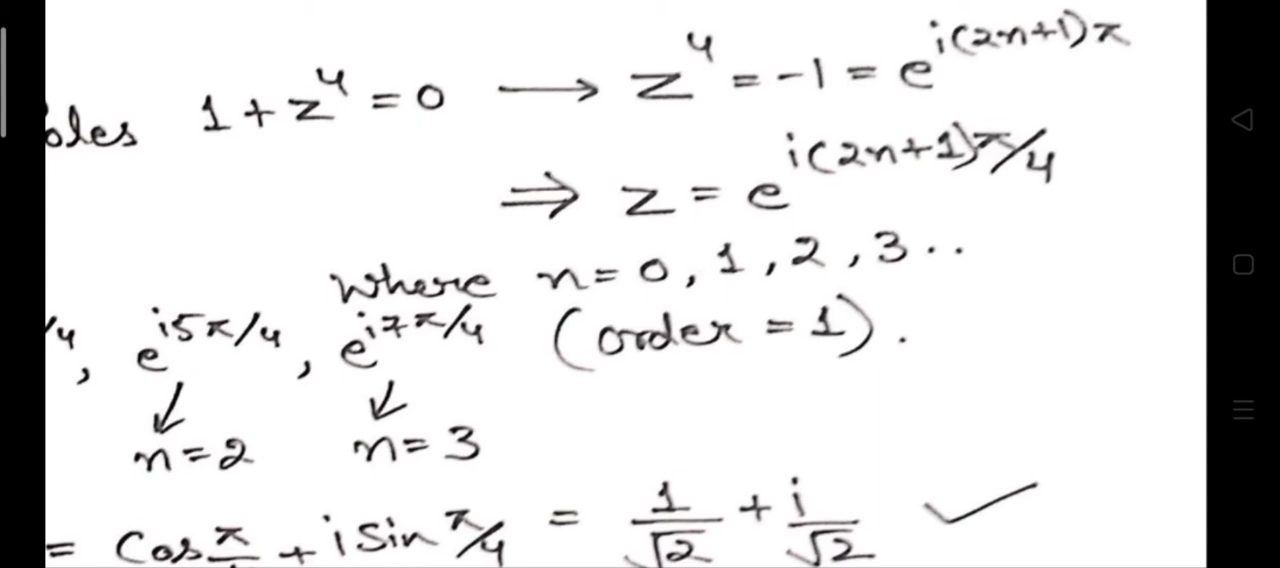 oles 1 + z⁴ = 0 ⟶ z⁴ = -1 = e^{i(2n+1)π}
⇒ z = e^{i(2n+1)π/4}
where n = 0, 1, 2, 3..
/4, e^{i5π/4}, e^{i7π/4} (order = 1).
↓ ↓
n = 2 n = 3
= Cos π/ + i Sin π/4 = 1/√2 + i/√2 ✓